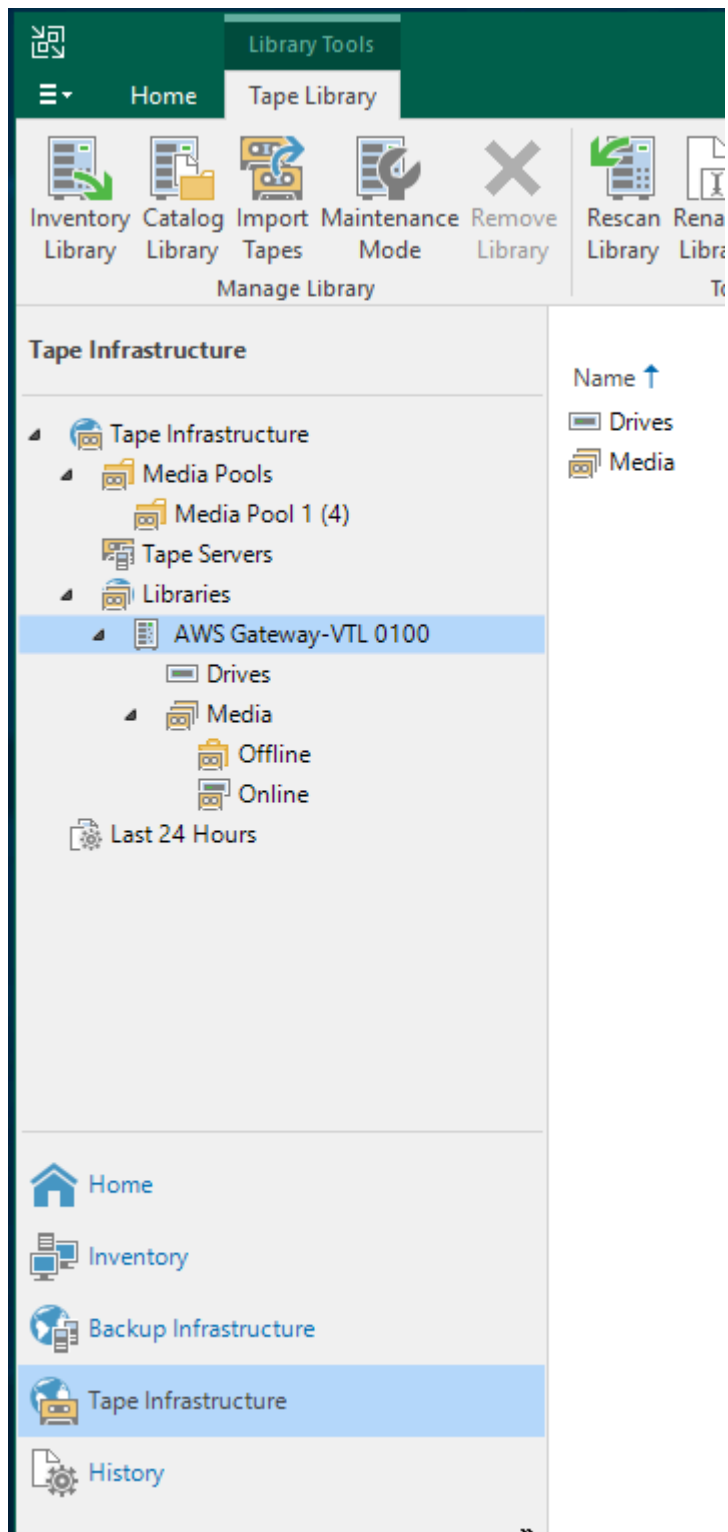 Library Tools
Home Tape Library
Inventory Catalog Import Maintenance Remove Rescan
Library Library Tapes Mode Library Library
Manage Library
Tape Infrastructure
Name
Tape Infrastructure
Drives
Media Pools
Media
Media Pool 1 (4)
Tape Servers
Libraries
AWS Gateway-VTL 0100
Drives
Media
Offline
Online
Last 24 Hours
Home
Inventory
Backup Infrastructure
Tape Infrastructure
History
»